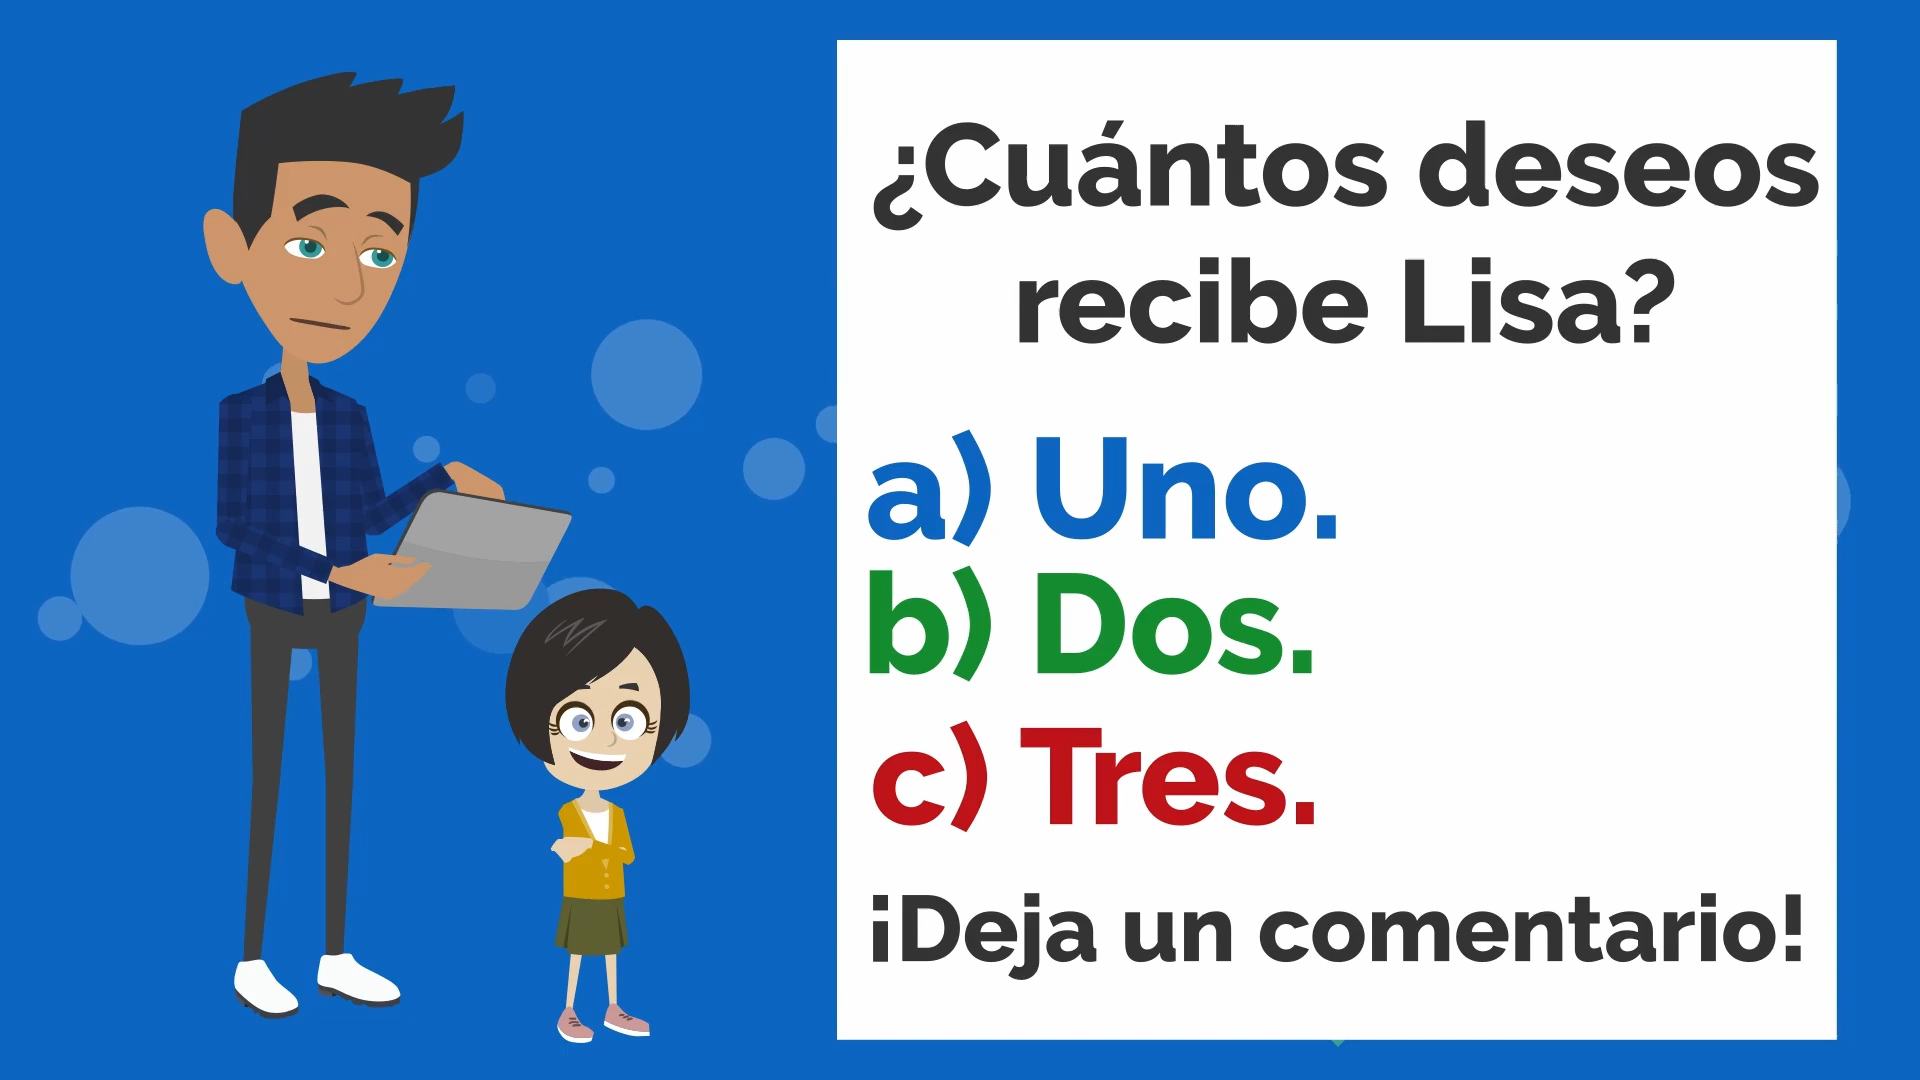 ¿Cuántos deseos
recibe Lisa?
a) Uno.
b) Dos.
c) Tres.
¡Deja un comentario!